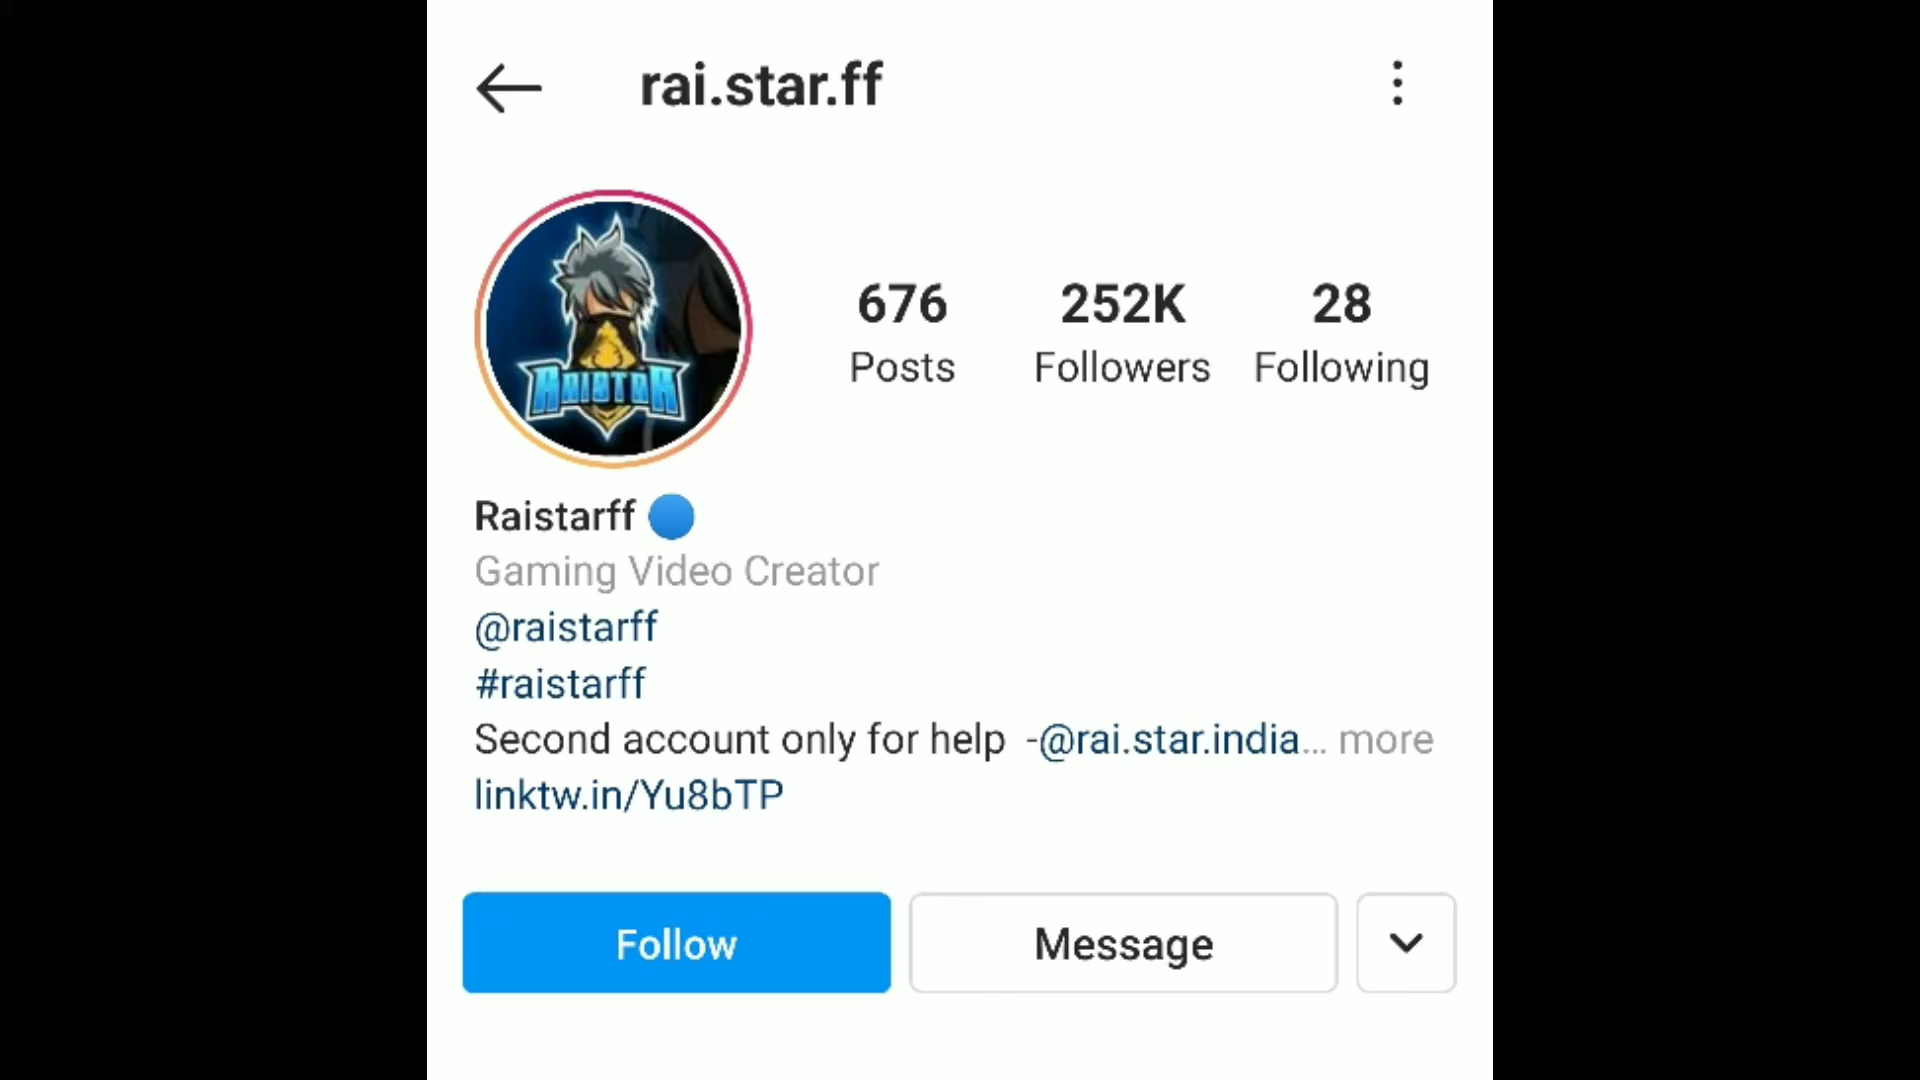 rai.star.ff
RAISTAR
676 252K 28
Posts Followers Following
Raistarff
Gaming Video Creator
@raistarff
#raistarff
Second account only for help -@rai.star.india... more
linktw.in/Yu8bTP
Follow Message